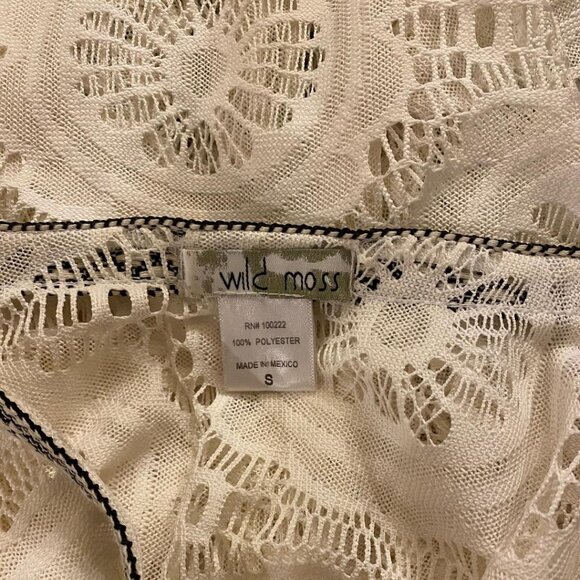 wild moss
RN# 100222
100% POLYESTER
MADE IN MEXICO
S